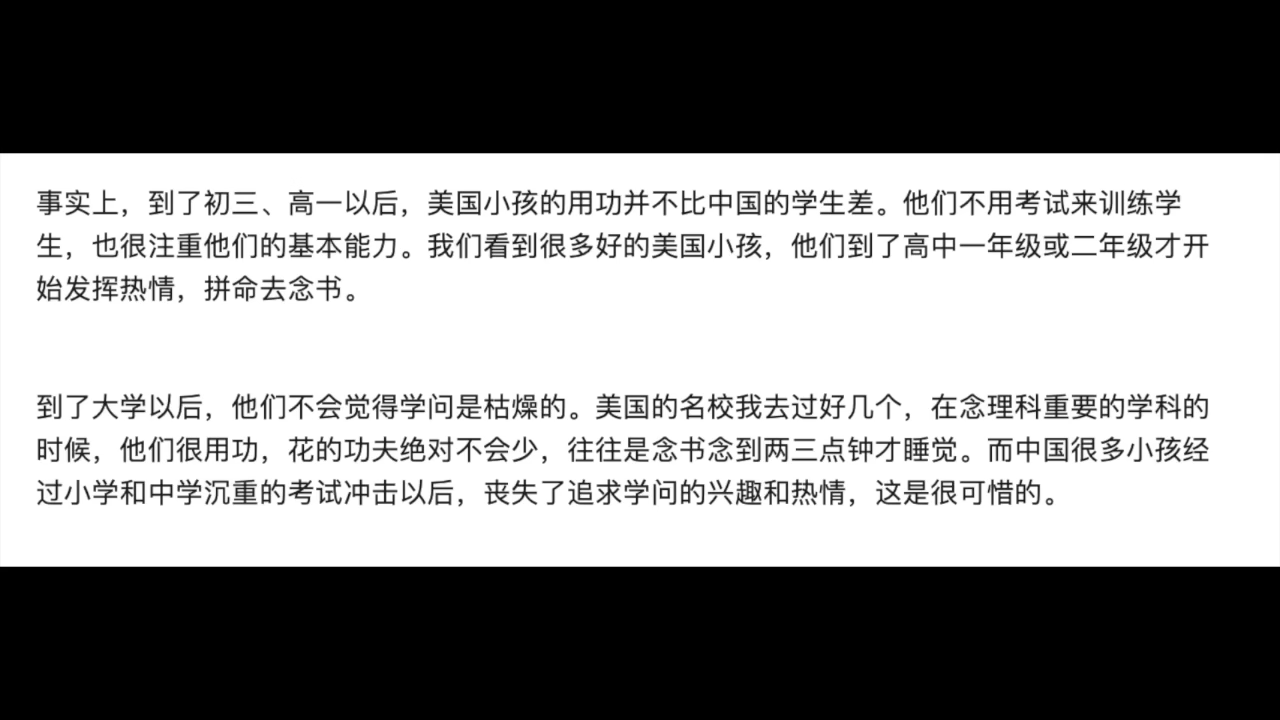 事实上，到了初三、高一以后，美国小孩的用功并不比中国的学生差。他们不用考试来训练学
生，也很注重他们的基本能力。我们看到很多好的美国小孩，他们到了高中一年级或二年级才开
始发挥热情，拼命去念书。
到了大学以后，他们不会觉得学问是枯燥的。美国的名校我去过好几个，在念理科重要的学科的
时候，他们很用功，花的功夫绝对不会少，往往是念书念到两三点钟才睡觉。而中国很多小孩经
过小学和中学沉重的考试冲击以后，丧失了追求学问的兴趣和热情，这是很可惜的。